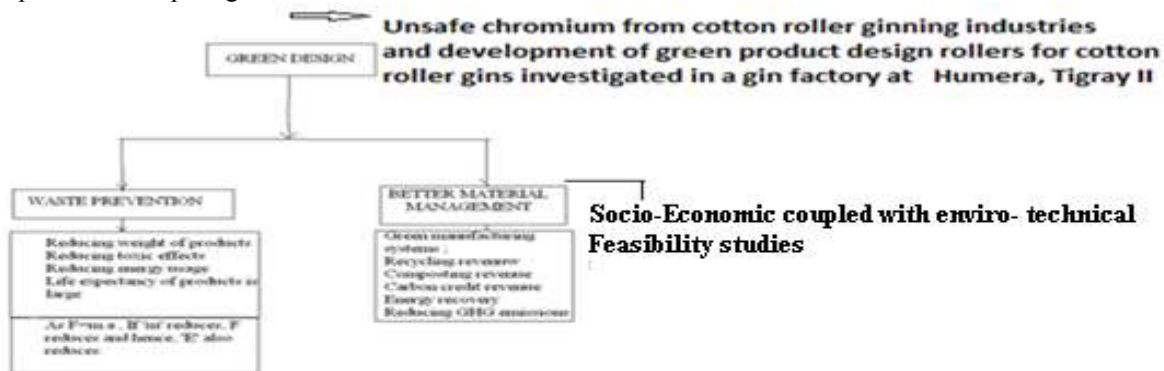 Unsafe chromium from cotton roller ginning industries
and development of green product design rollers for cotton
roller gins investigated in a gin factory at Humera, Tigray II
GREEN DESIGN
WASTE PREVENTION
Reducing weight of products
Reducing toxic effects
Reducing energy usage
Life expectancy of products is
large
As F=m a , If 'm' reduces, F
reduces and hence, 'E' also
reduces
BETTER MATERIAL
MANAGEMENT
Green manufacturing
systems ;
Recycling revenue
Composting revenue
Carbon credit revenue
Energy recovery
Reducing GHG emissions
Socio-Economic coupled with enviro- technical
Feasibility studies